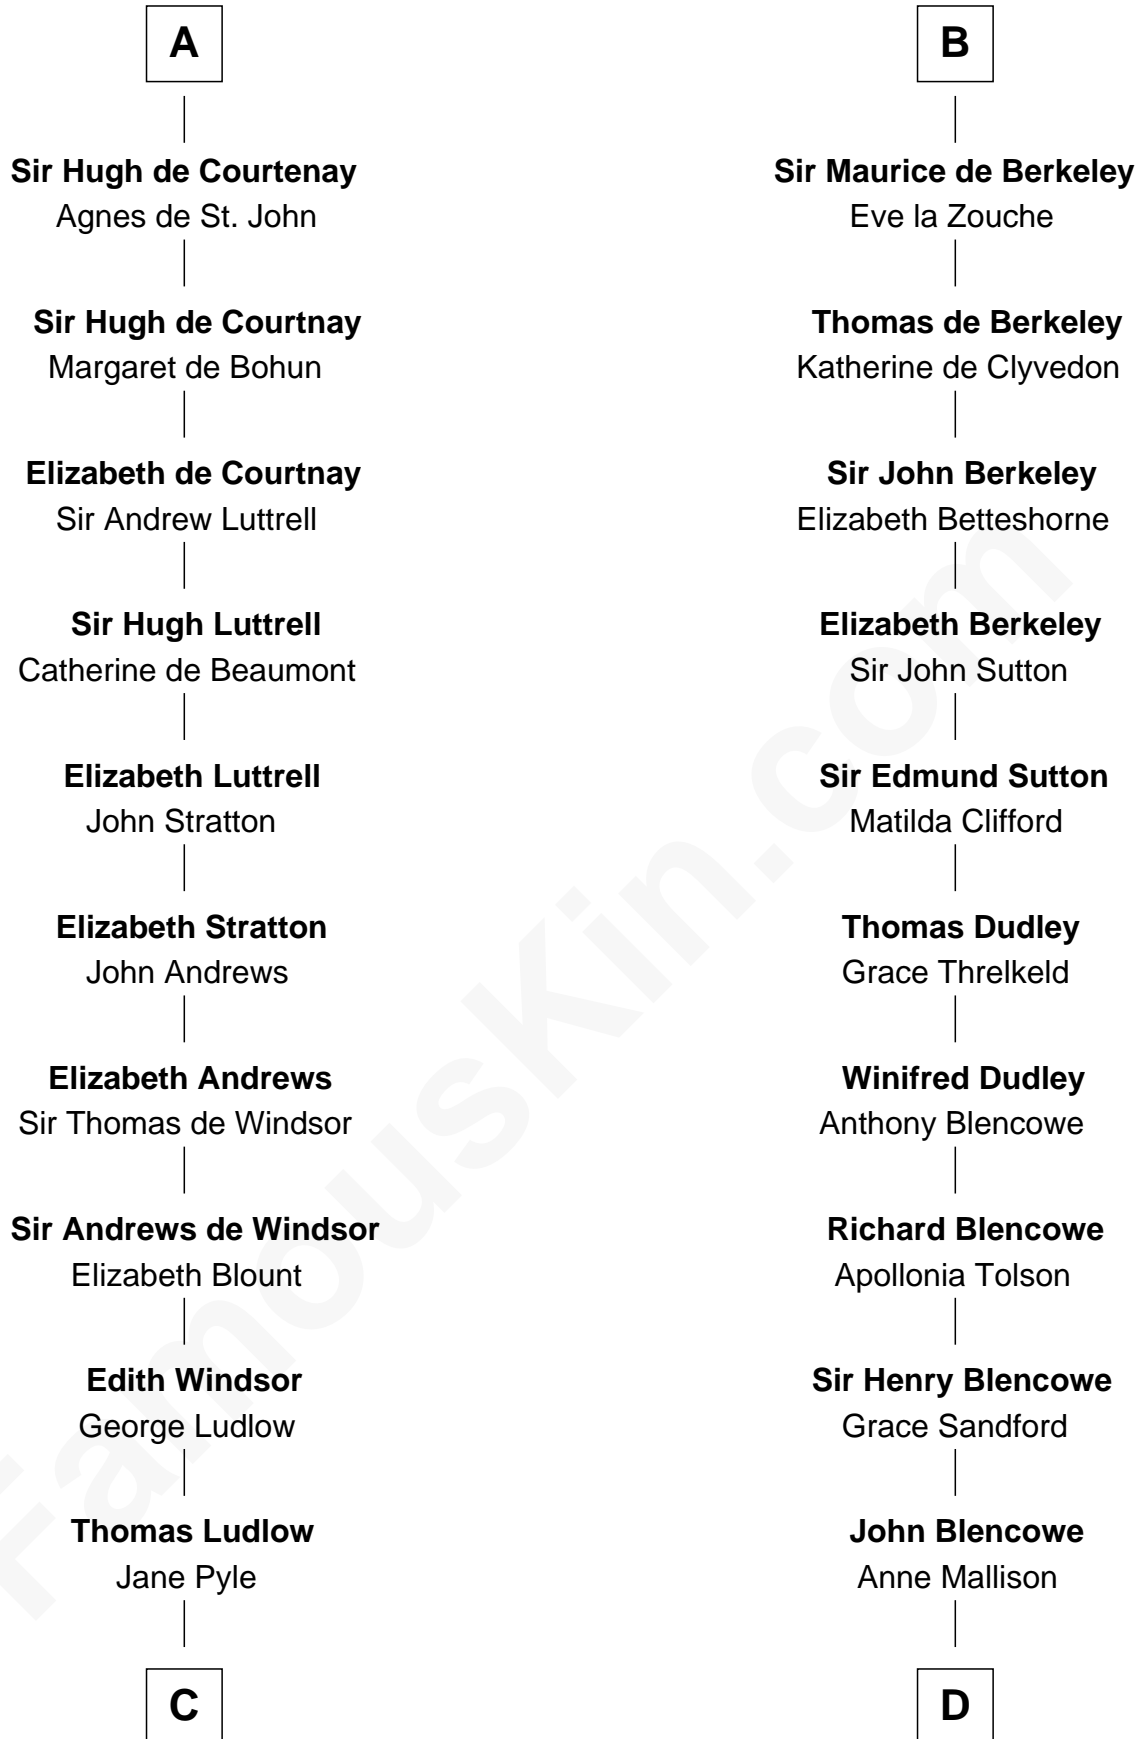 A
Sir Hugh de Courtenay
Agnes de St. John
Sir Hugh de Courtnay
Margaret de Bohun
Elizabeth de Courtnay
Sir Andrew Luttrell
Sir Hugh Luttrell
Catherine de Beaumont
Elizabeth Luttrell
John Stratton
Elizabeth Stratton
John Andrews
Elizabeth Andrews
Sir Thomas de Windsor
Sir Andrews de Windsor
Elizabeth Blount
Edith Windsor
George Ludlow
Thomas Ludlow
Jane Pyle
C
B
Sir Maurice de Berkeley
Eve la Zouche
Thomas de Berkeley
Katherine de Clyvedon
Sir John Berkeley
Elizabeth Betteshorne
Elizabeth Berkeley
Sir John Sutton
Sir Edmund Sutton
Matilda Clifford
Thomas Dudley
Grace Threlkeld
Winifred Dudley
Anthony Blencowe
Richard Blencowe
Apollonia Tolson
Sir Henry Blencowe
Grace Sandford
John Blencowe
Anne Mallison
D
FamousKin.com